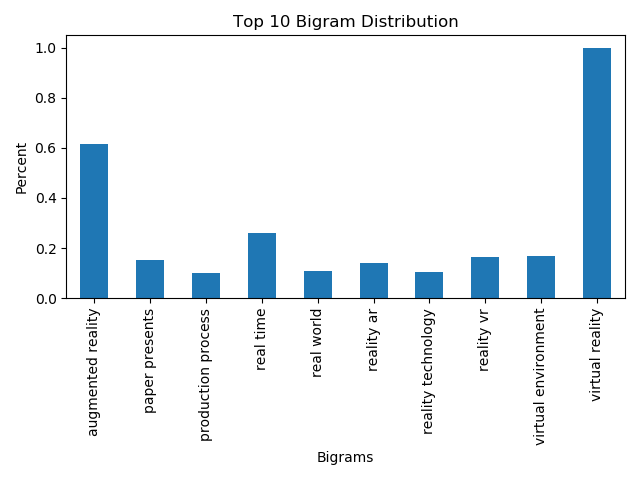 Top 10 Bigram Distribution
Percent
1.0
0.8
0.6
0.4
0.2
0.0
augmented reality
paper presents
production process
real time
real world
reality ar
reality technology
reality vr
virtual environment
virtual reality
Bigrams